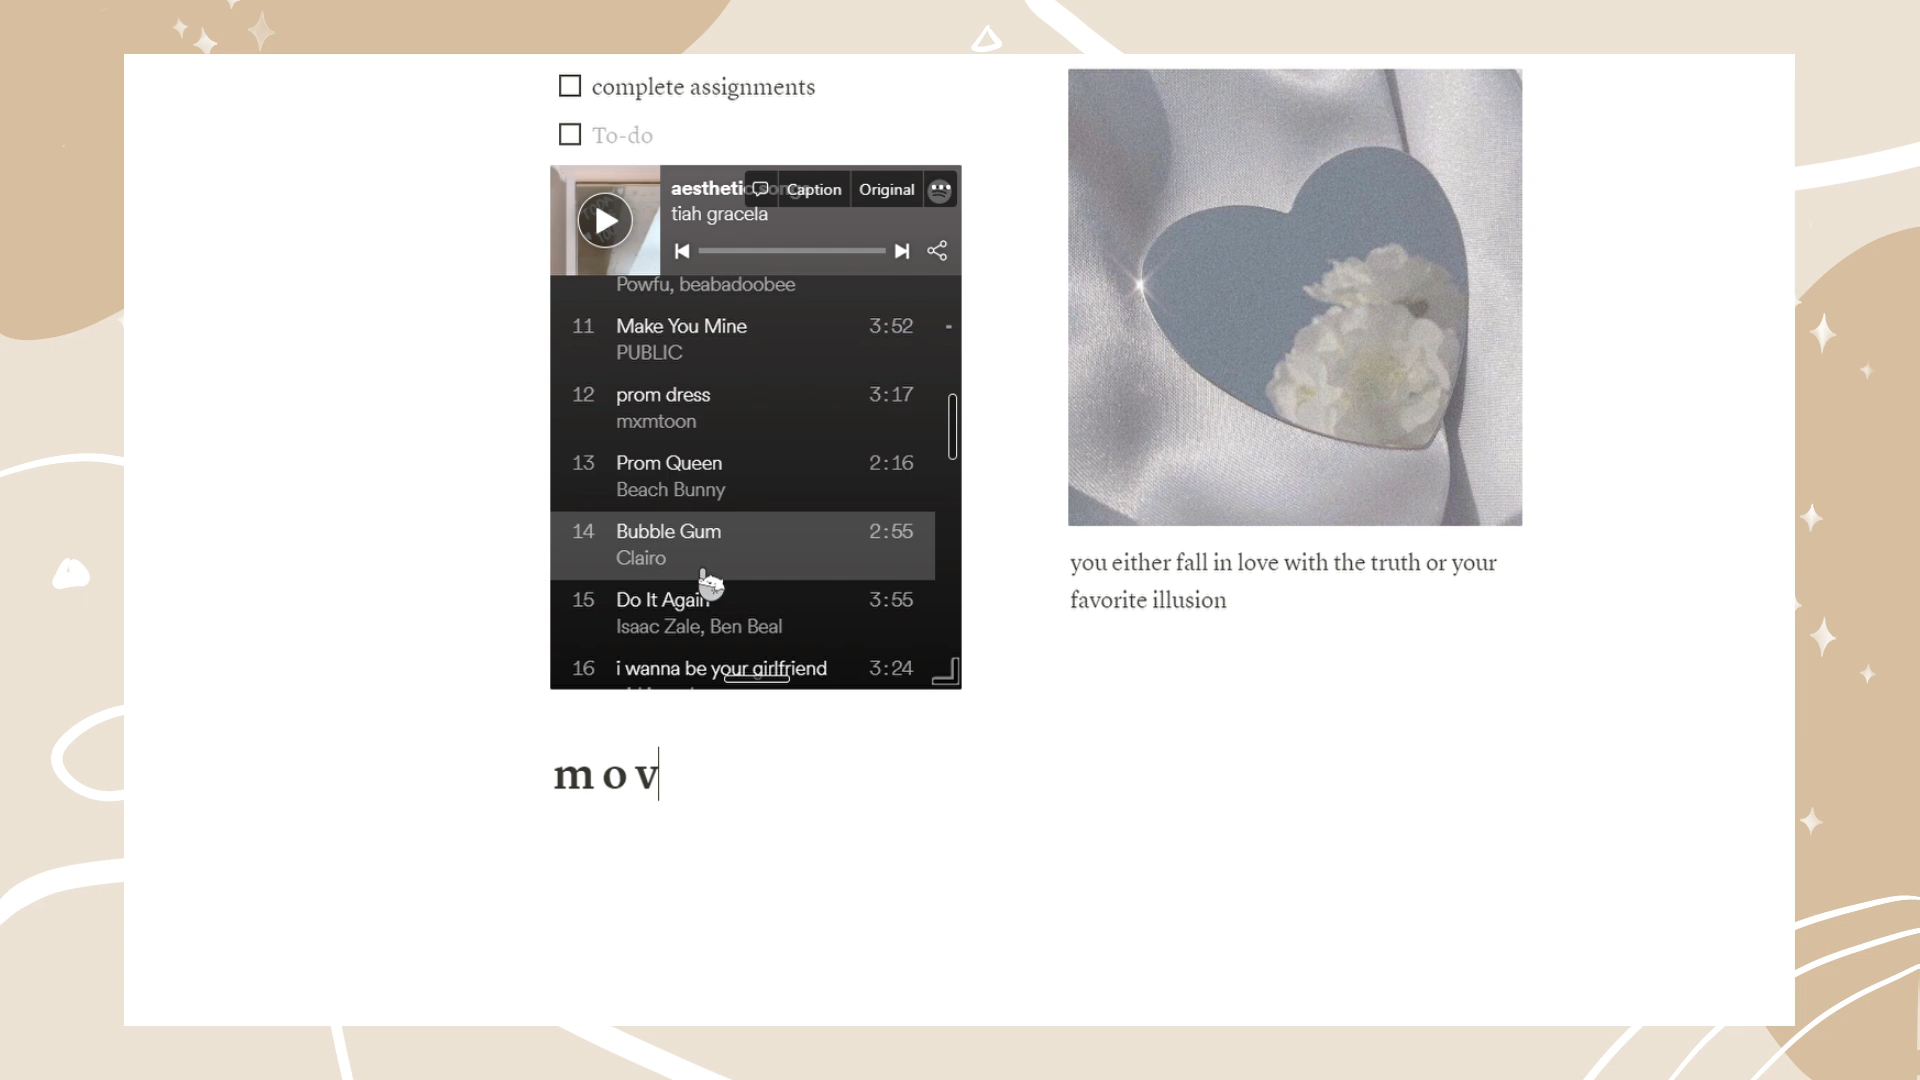 complete assignments
To-do
aesthetic songs
Caption
Original
tiah gracela
Powfu, beabadoobee
11 Make You Mine 3:52
PUBLIC
12 prom dress 3:17
mxmtoon
13 Prom Queen 2:16
Beach Bunny
14 Bubble Gum 2:55
Clairo
15 Do It Again 3:55
Isaac Zale, Ben Beal
16 i wanna be your girlfriend 3:24
m o v
you either fall in love with the truth or your
favorite illusion